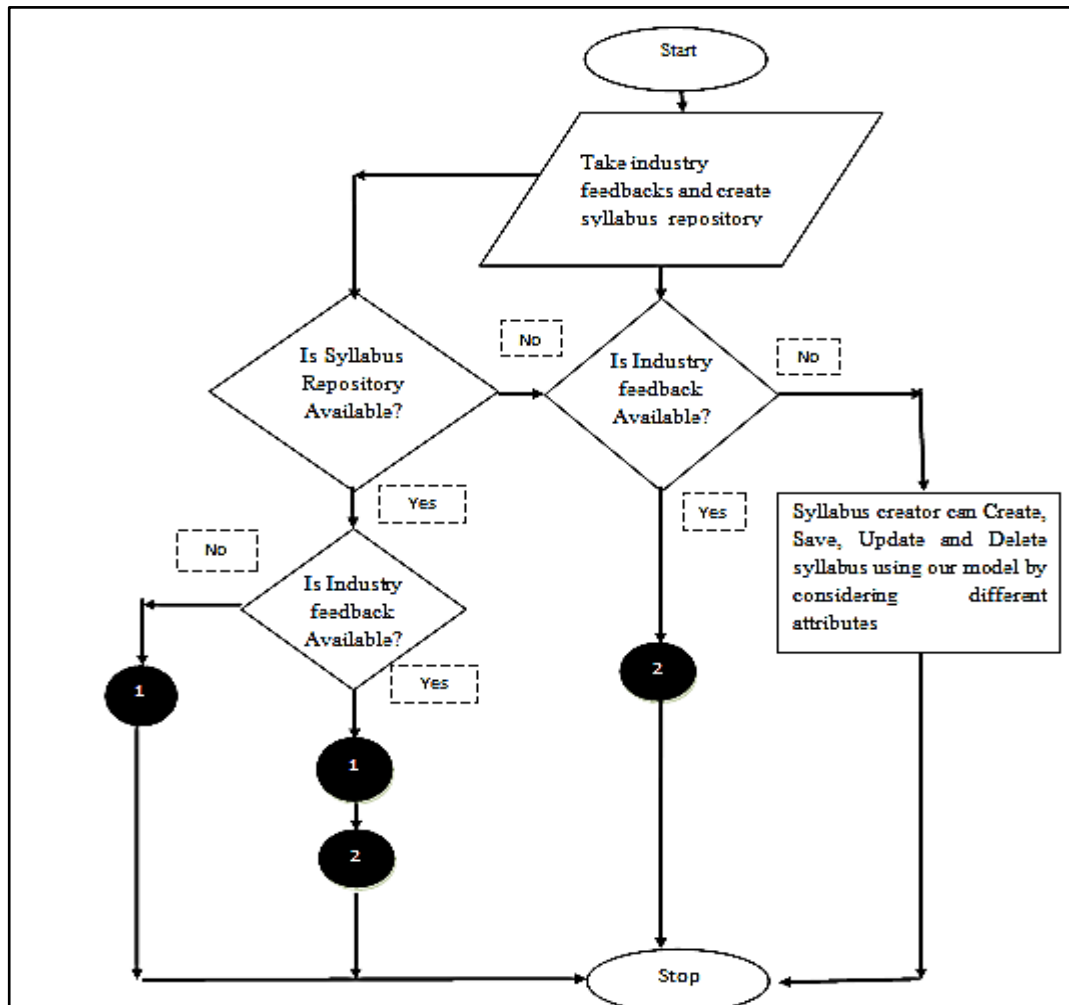 Start
Take industry
feedbacks and create
syllabus repository
No
No
Is Syllabus
Repository
Available?
Is Industry
feedback
Available?
Yes
Yes
Syllabus creator can Create,
Save, Update and Delete
syllabus using our model by
considering different
attributes
No
Is Industry
feedback
Available?
Yes
1
2
1
2
Stop